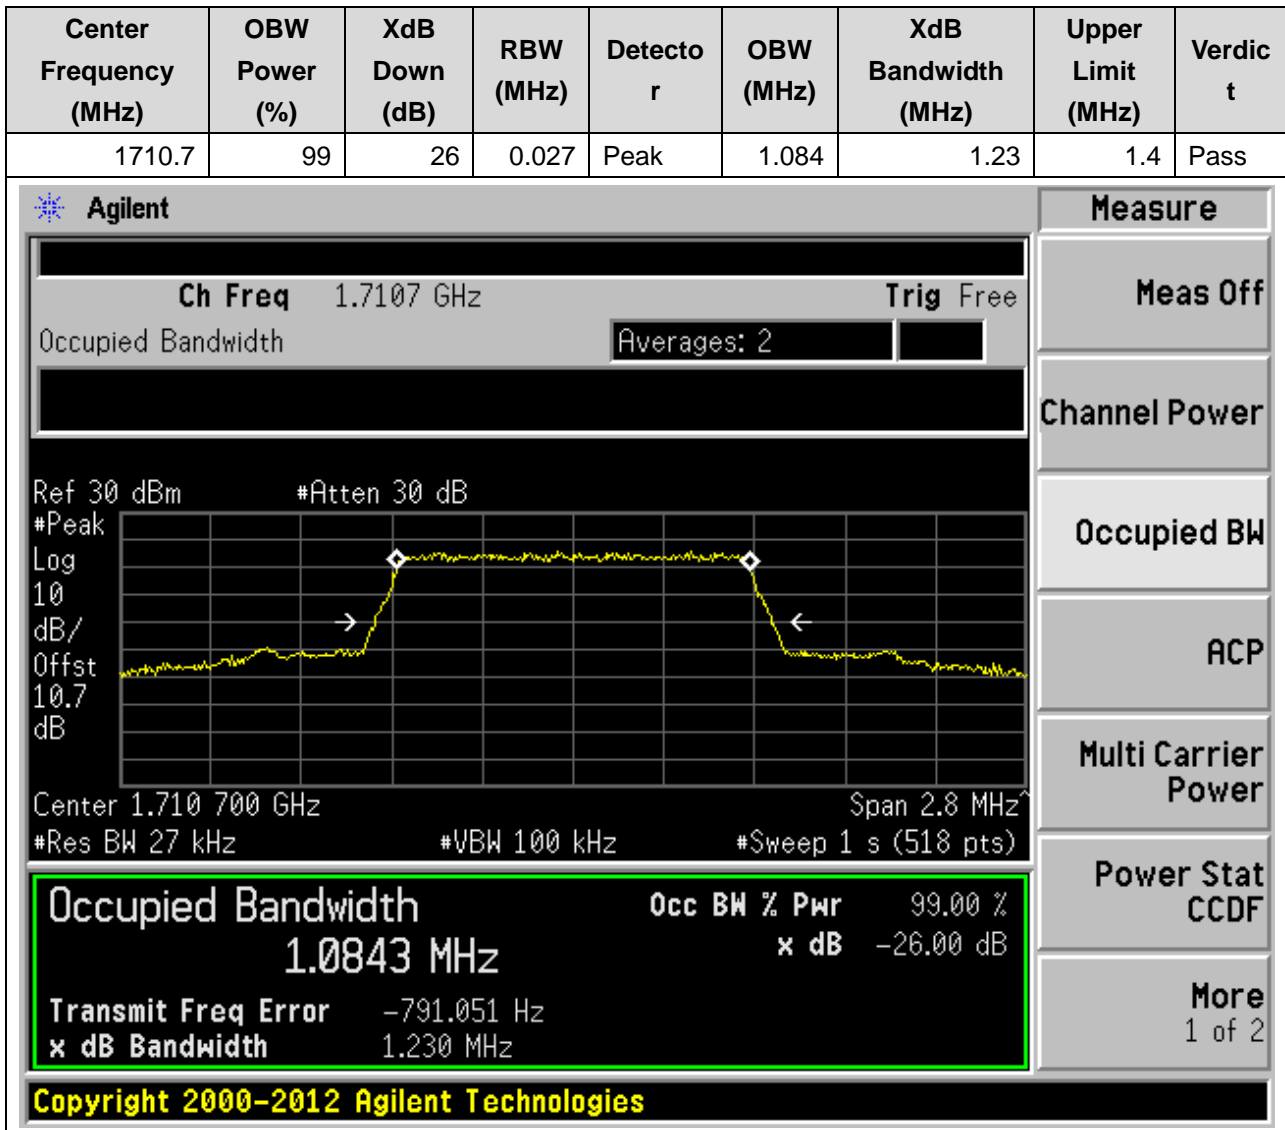 Center Frequency (MHz) OBW Power (%) XdB Down (dB) RBW (MHz) Detecto r OBW (MHz) XdB Bandwidth (MHz) Upper Limit (MHz) Verdic t
1710.7 99 26 0.027 Peak 1.084 1.23 1.4 Pass
Agilent
Measure
Ch Freq 1.7107 GHz Trig Free
Meas Off
Occupied Bandwidth Averages: 2
Channel Power
Ref 30 dBm #Atten 30 dB
#Peak
Log
10
dB/
Offst
10.7
dB
Occupied BW
ACP
Multi Carrier
Power
Center 1.710 700 GHz Span 2.8 MHz^
#Res BW 27 kHz #VBW 100 kHz #Sweep 1 s (518 pts)
Power Stat
CCDF
Occupied Bandwidth Occ BW % Pwr 99.00 %
1.0843 MHz x dB -26.00 dB
Transmit Freq Error -791.051 Hz
x dB Bandwidth 1.230 MHz
More
1 of 2
Copyright 2000-2012 Agilent Technologies